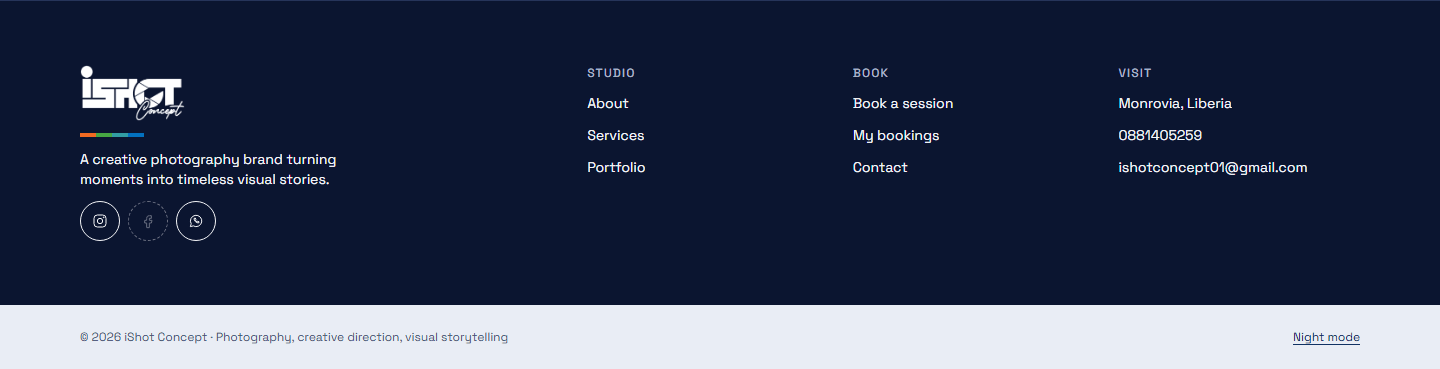 iSHOT
Concept
A creative photography brand turning
moments into timeless visual stories.
STUDIO
About
Services
Portfolio
BOOK
Book a session
My bookings
Contact
VISIT
Monrovia, Liberia
0881405259
ishotconcept01@gmail.com
© 2026 iShot Concept · Photography, creative direction, visual storytelling
Night mode